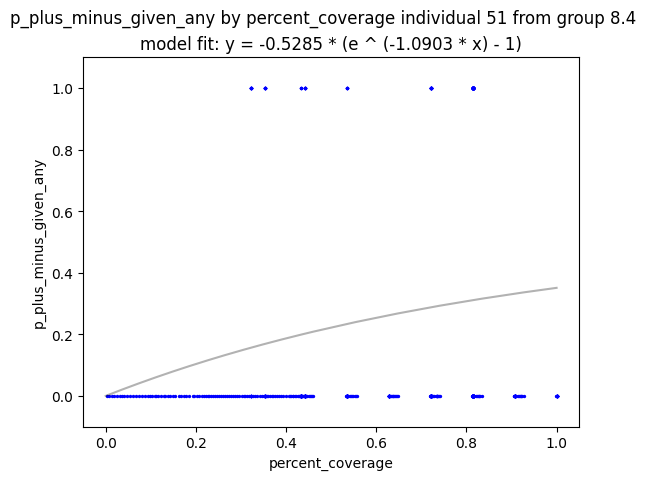 p_plus_minus_given_any by percent_coverage individual 51 from group 8.4
model fit: y = -0.5285 * (e ^ (-1.0903 * x) - 1)
1.0
0.8
0.6
0.4
0.2
0.0
p_plus_minus_given_any
0.0 0.2 0.4 0.6 0.8 1.0
percent_coverage